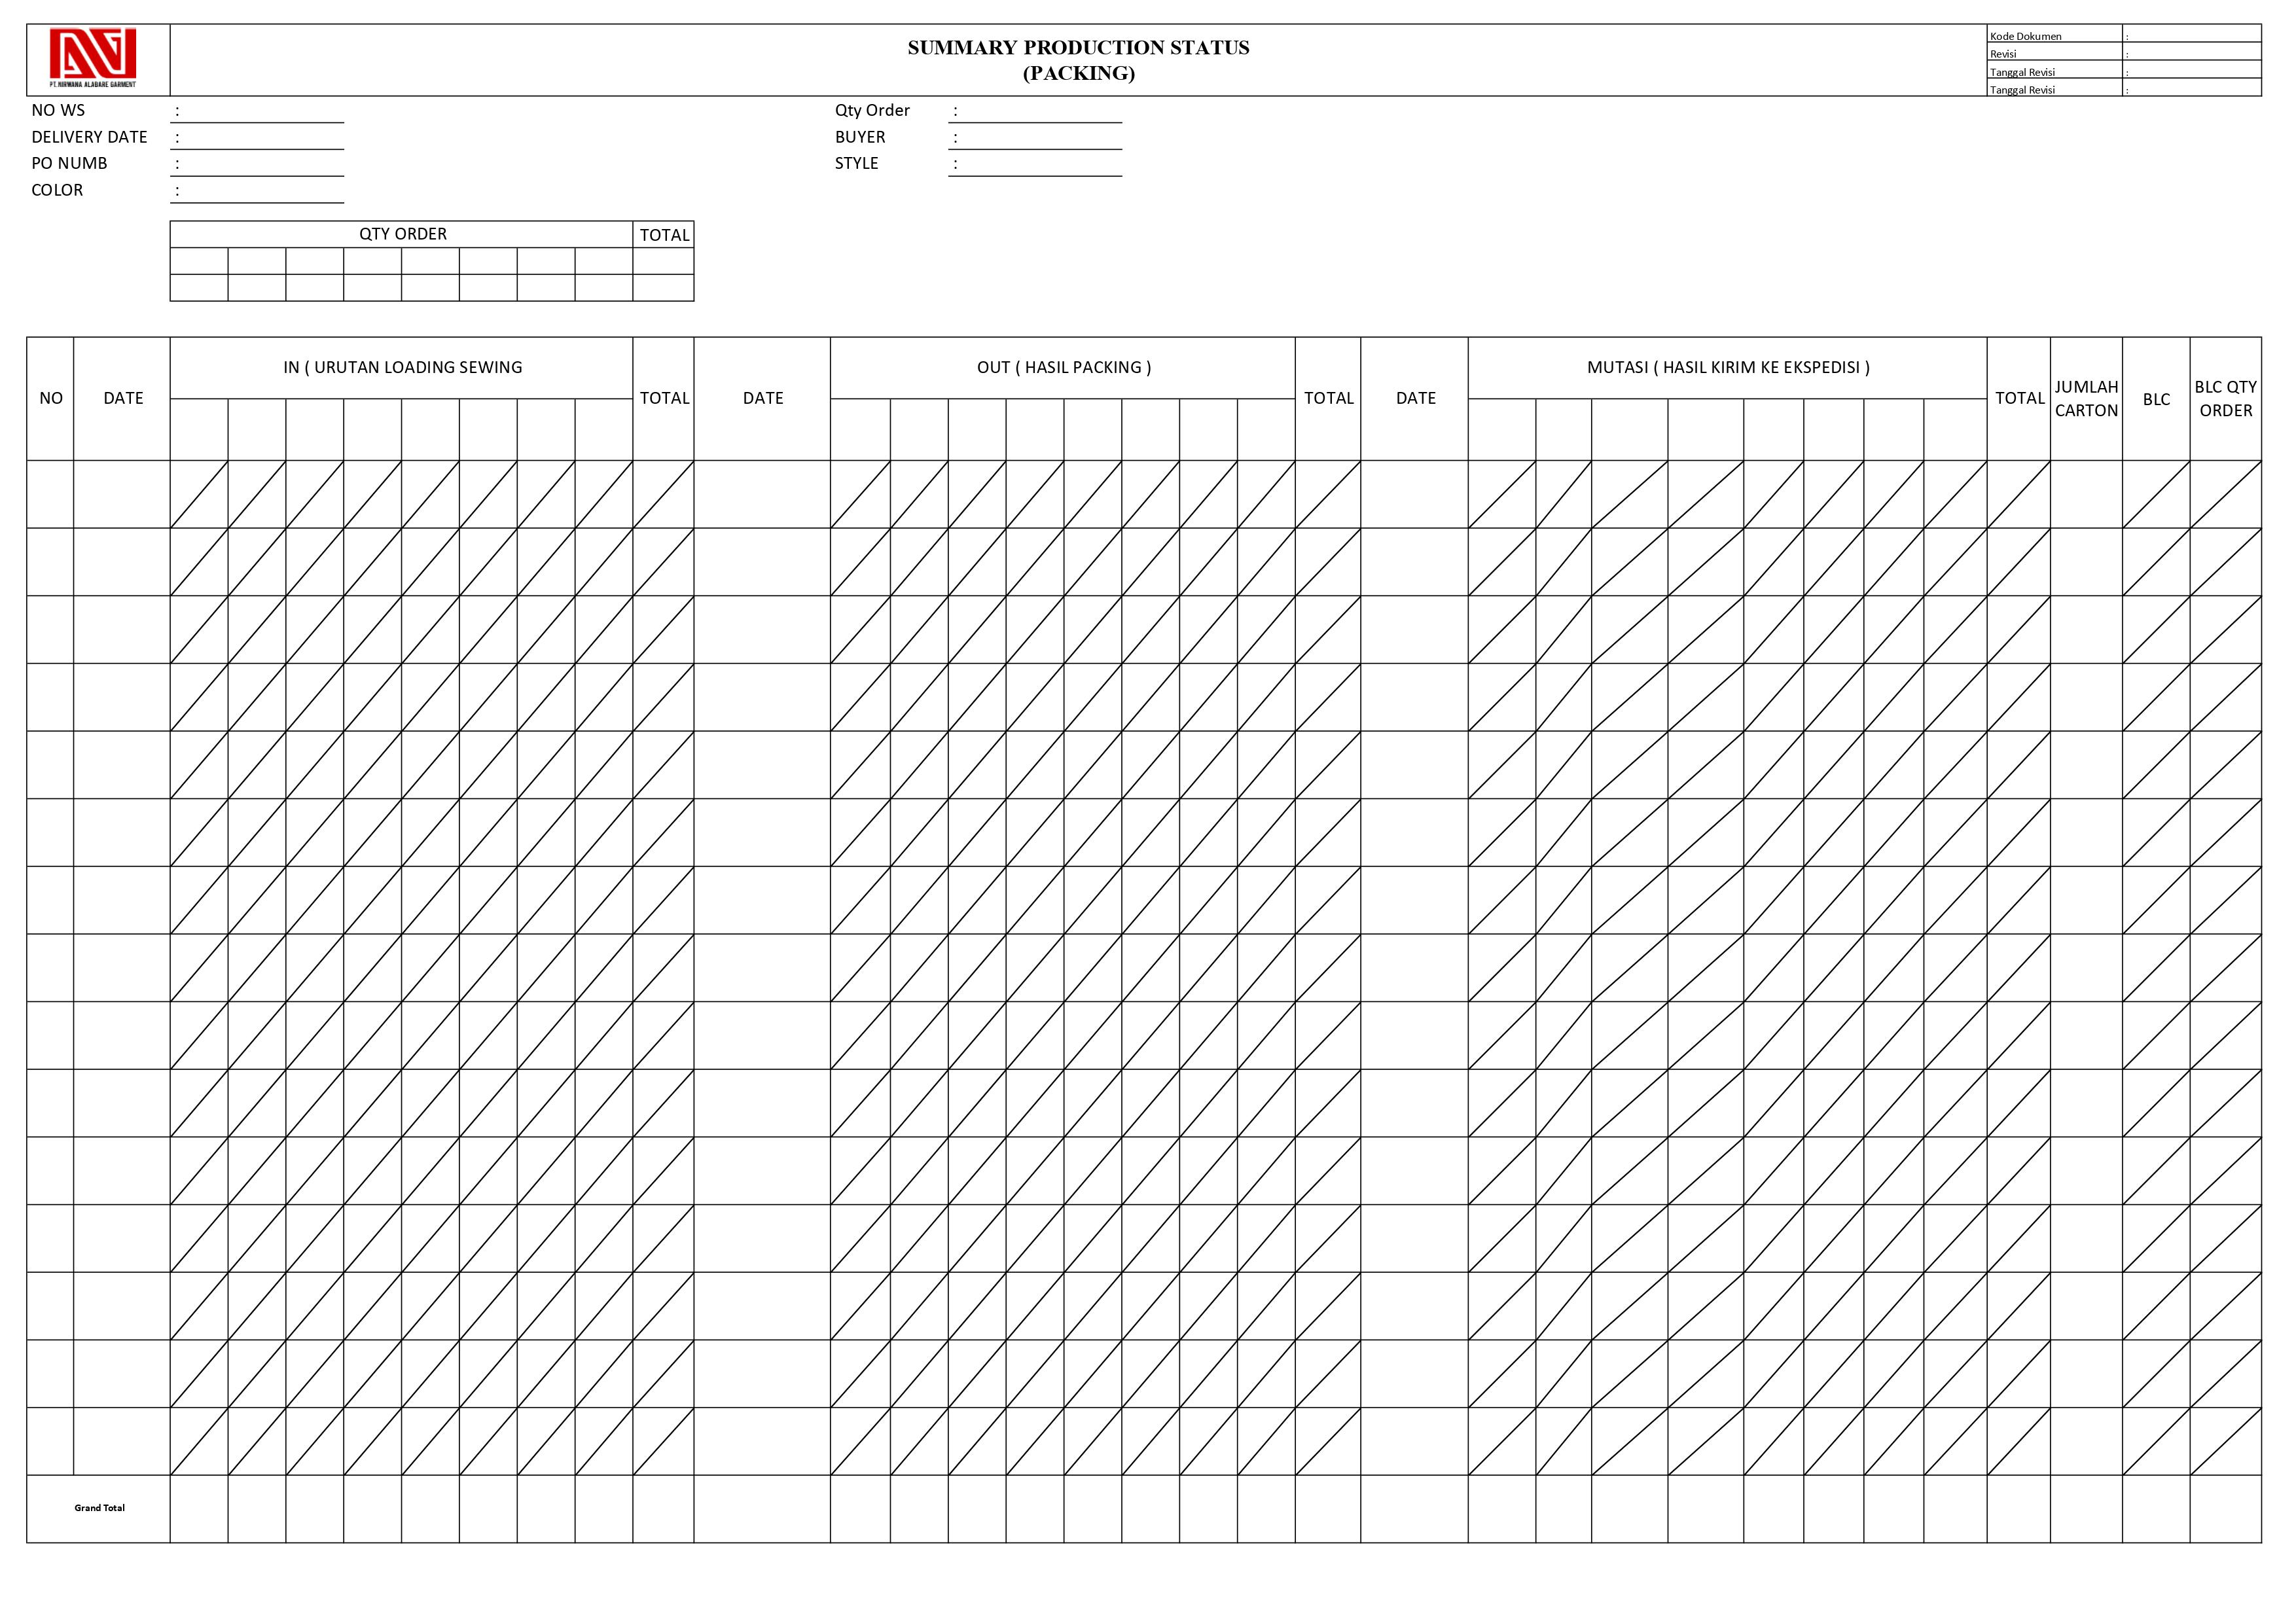 PT.NIRWANA ALABARE GARMENT
SUMMARY PRODUCTION STATUS
(PACKING)
Kode Dokumen :
Revisi :
Tanggal Revisi :
Tanggal Revisi :
NO WS :
DELIVERY DATE :
PO NUMB :
COLOR :
Qty Order :
BUYER :
STYLE :
QTY ORDER TOTAL
NO DATE IN ( URUTAN LOADING SEWING TOTAL DATE OUT ( HASIL PACKING ) TOTAL DATE MUTASI ( HASIL KIRIM KE EKSPEDISI ) TOTAL JUMLAH CARTON BLC BLC QTY ORDER
Grand Total